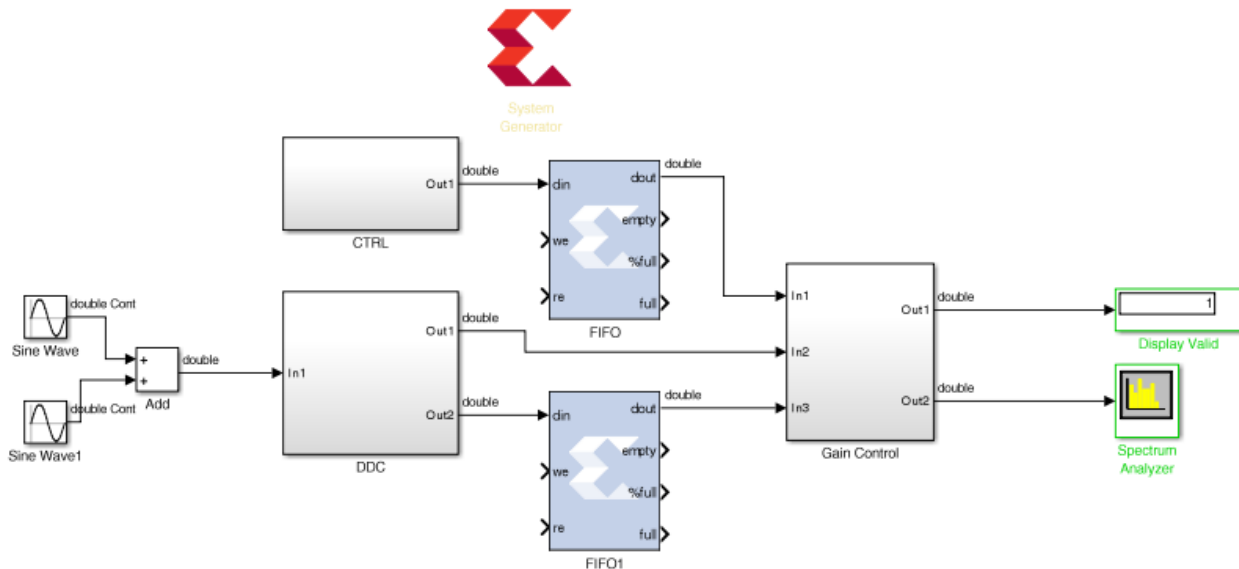 System
Generator
double
Out1
CTRL
din
we
re
dout
empty
%full
full
FIFO
double
double Cont
Sine Wave
double Cont
Sine Wave1
+
+
Add
double
In1
Out1
Out2
DDC
double
double
din
we
re
dout
empty
%full
full
FIFO1
double
In1
In2
In3
Out1
Out2
Gain Control
double
double
1
Display Valid
Spectrum
Analyzer